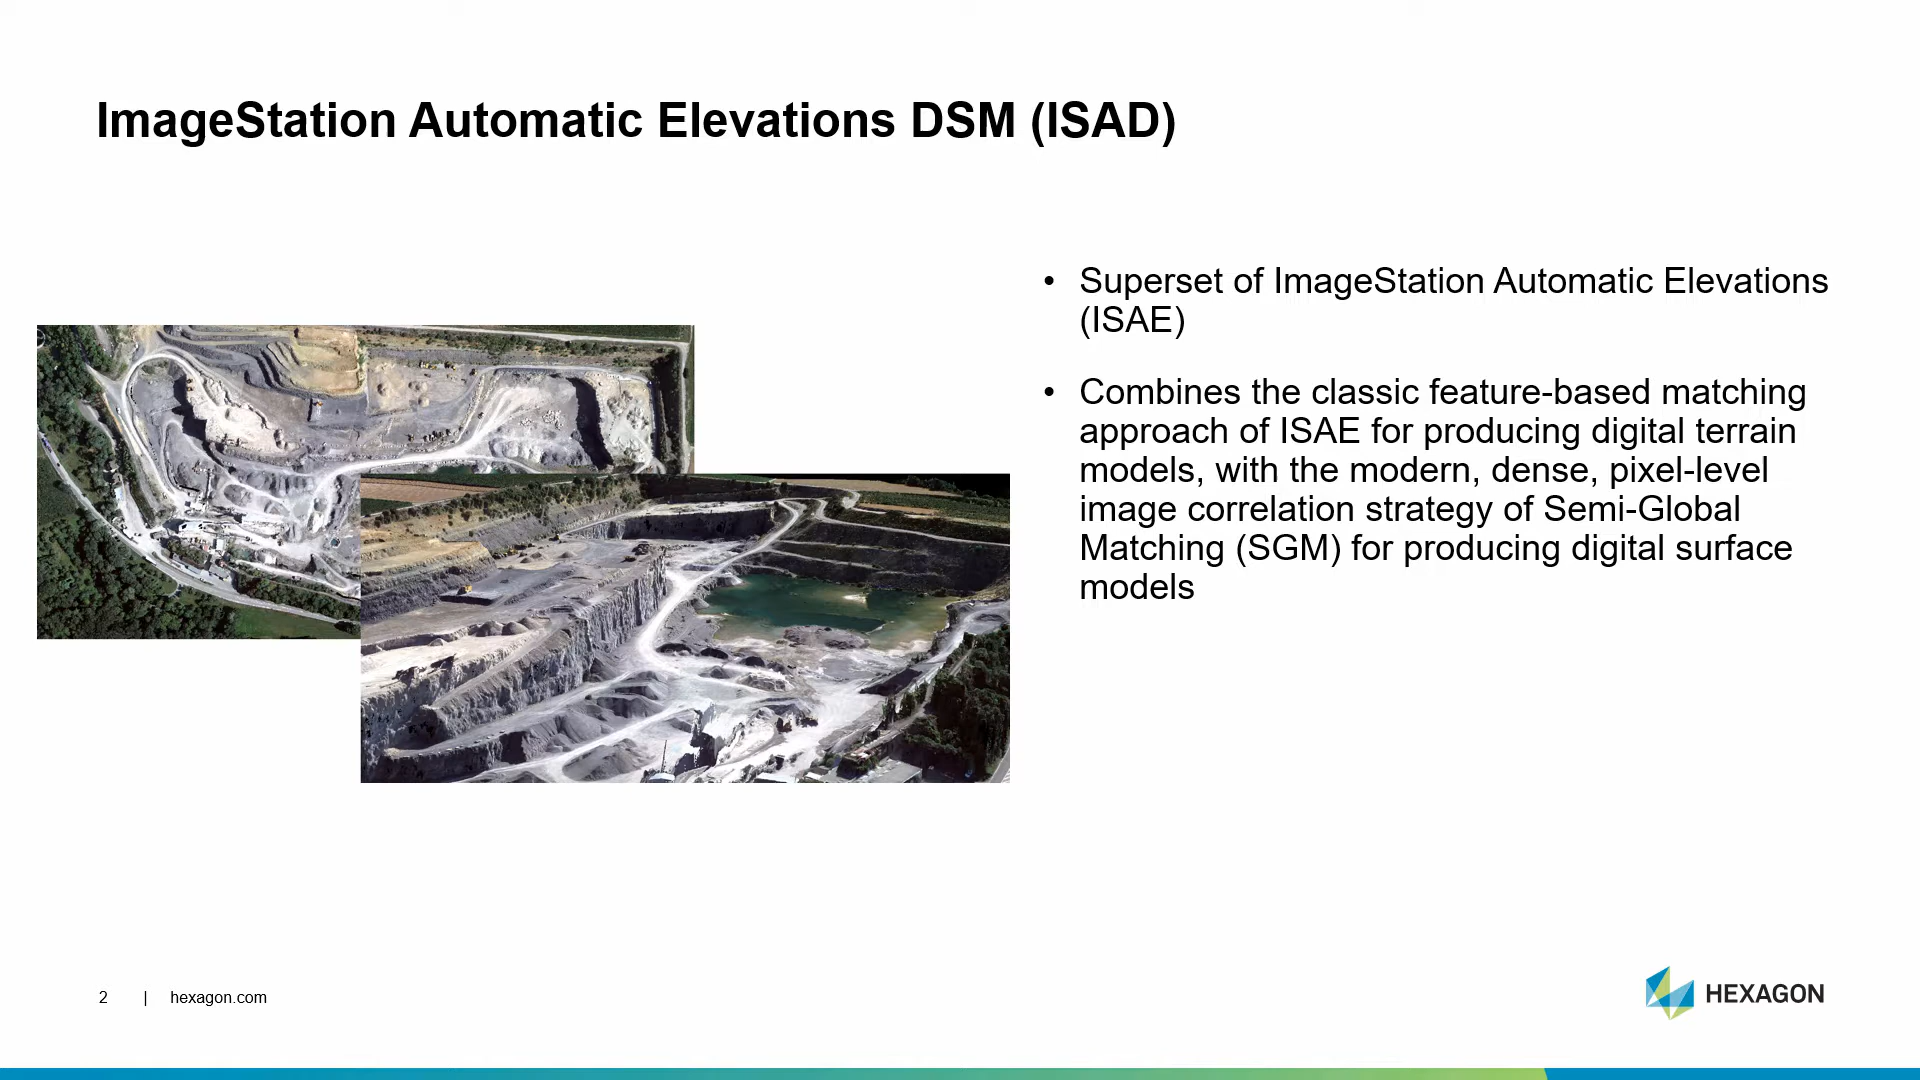 ImageStation Automatic Elevations DSM (ISAD)
• Superset of ImageStation Automatic Elevations
(ISAE)
• Combines the classic feature-based matching
approach of ISAE for producing digital terrain
models, with the modern, dense, pixel-level
image correlation strategy of Semi-Global
Matching (SGM) for producing digital surface
models
2 | hexagon.com
HEXAGON